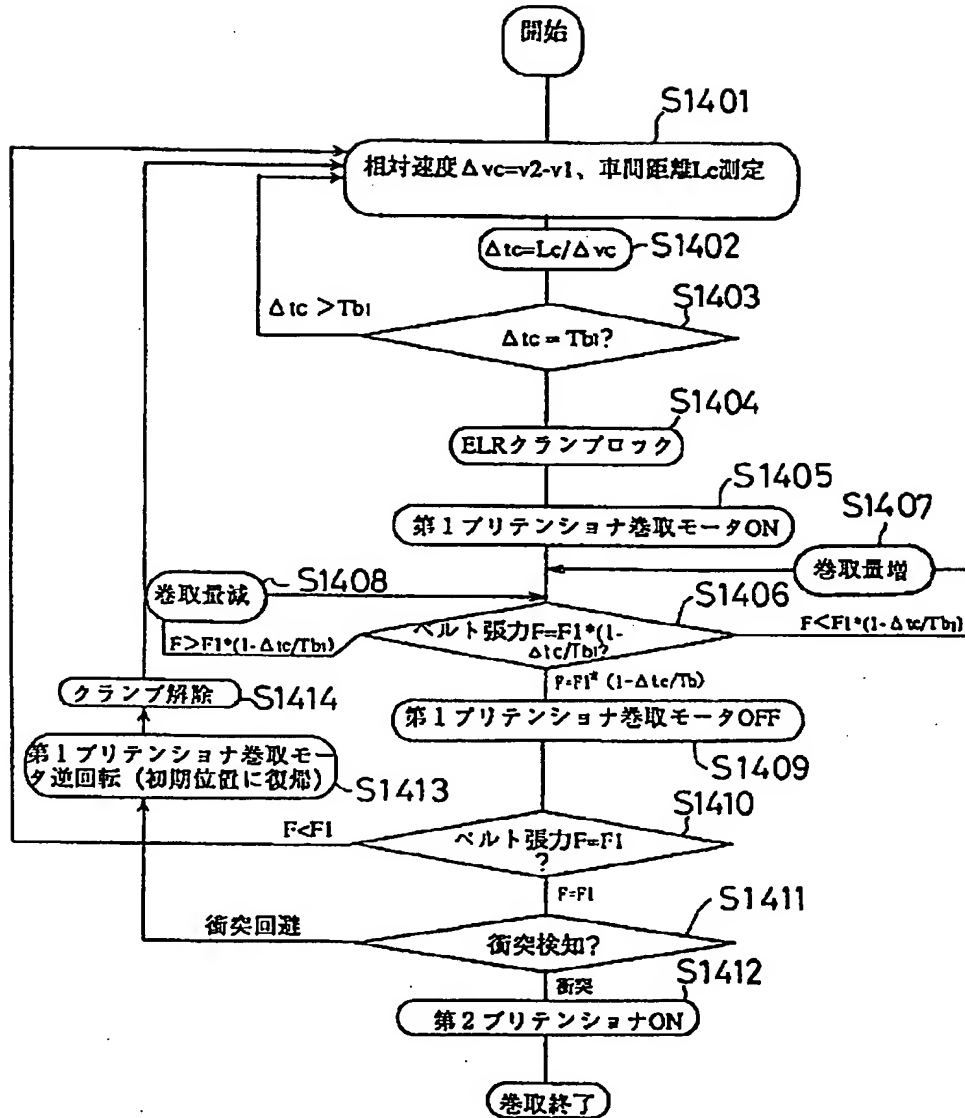 開始
S1401
相対速度Δvc=v2-v1、車間距離Lc測定
Δtc=Lc/Δvc
S1402
Δtc>Tb1
S1403
Δtc=Tb1?
S1404
ELRクランプロック
S1405
第1プリテンショナ巻取モータON
S1407
巻取量増
巻取量減
S1408
S1406
ベルト張力F=F1*(1-
Δtc/Tb1?
F>F1*(1-Δtc/Tb1)
F<F1*(1-Δtc/Tb1)
F=F1*(1-Δtc/Tb)
クランプ解除
S1414
第1プリテンショナ巻取モータOFF
S1409
第1プリテンショナ巻取モー
タ逆回転(初期位置に復帰)
S1413
S1410
F<F1
ベルト張力F=F1
?
F=F1
S1411
衝突回避
衝突検知?
S1412
衝突
第2プリテンショナON
巻取終了